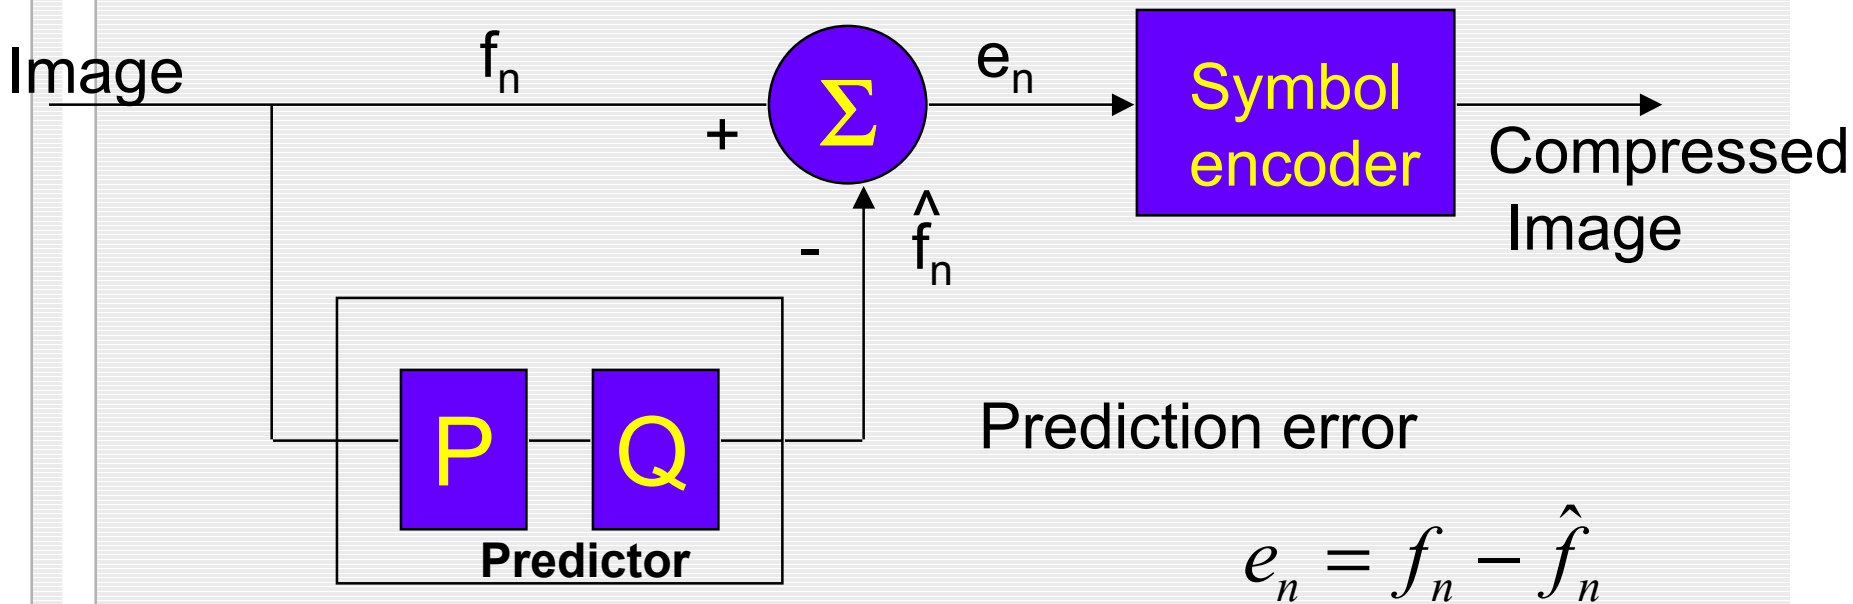 Image
fₙ
+
Σ
eₙ
Symbol
encoder
Compressed
Image
-
f̂ₙ
P
Q
Predictor
Prediction error
eₙ = fₙ − f̂ₙ